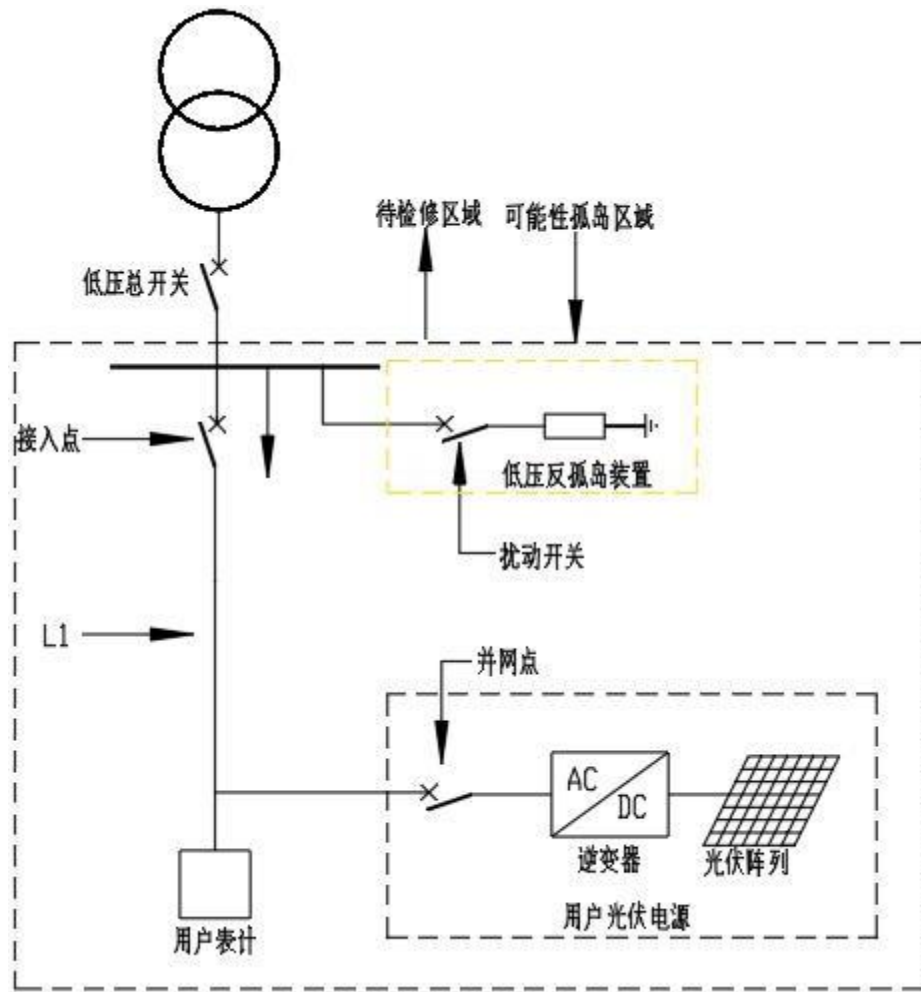 待检修区域
可能性孤岛区域
低压总开关
接入点
低压反孤岛装置
扰动开关
L1
并网点
AC
DC
逆变器
光伏阵列
用户光伏电源
用户表计